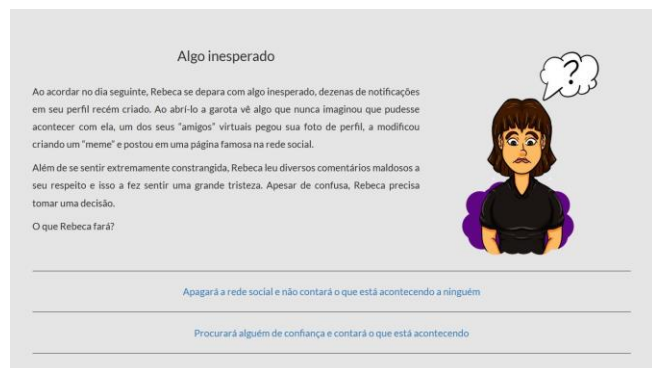 Algo inesperado
?
Ao acordar no dia seguinte, Rebeca se depara com algo inesperado, dezenas de notificações
em seu perfil recém criado. Ao abrí-lo a garota vê algo que nunca imaginou que pudesse
acontecer com ela, um dos seus "amigos" virtuais pegou sua foto de perfil, a modificou
criando um "meme" e postou em uma página famosa na rede social.
Além de se sentir extremamente constrangida, Rebeca leu diversos comentários maldosos a
seu respeito e isso a fez sentir uma grande tristeza. Apesar de confusa, Rebeca precisa
tomar uma decisão.
O que Rebeca fará?
Apagará a rede social e não contará o que está acontecendo a ninguém
Procurará alguém de confiança e contará o que está acontecendo